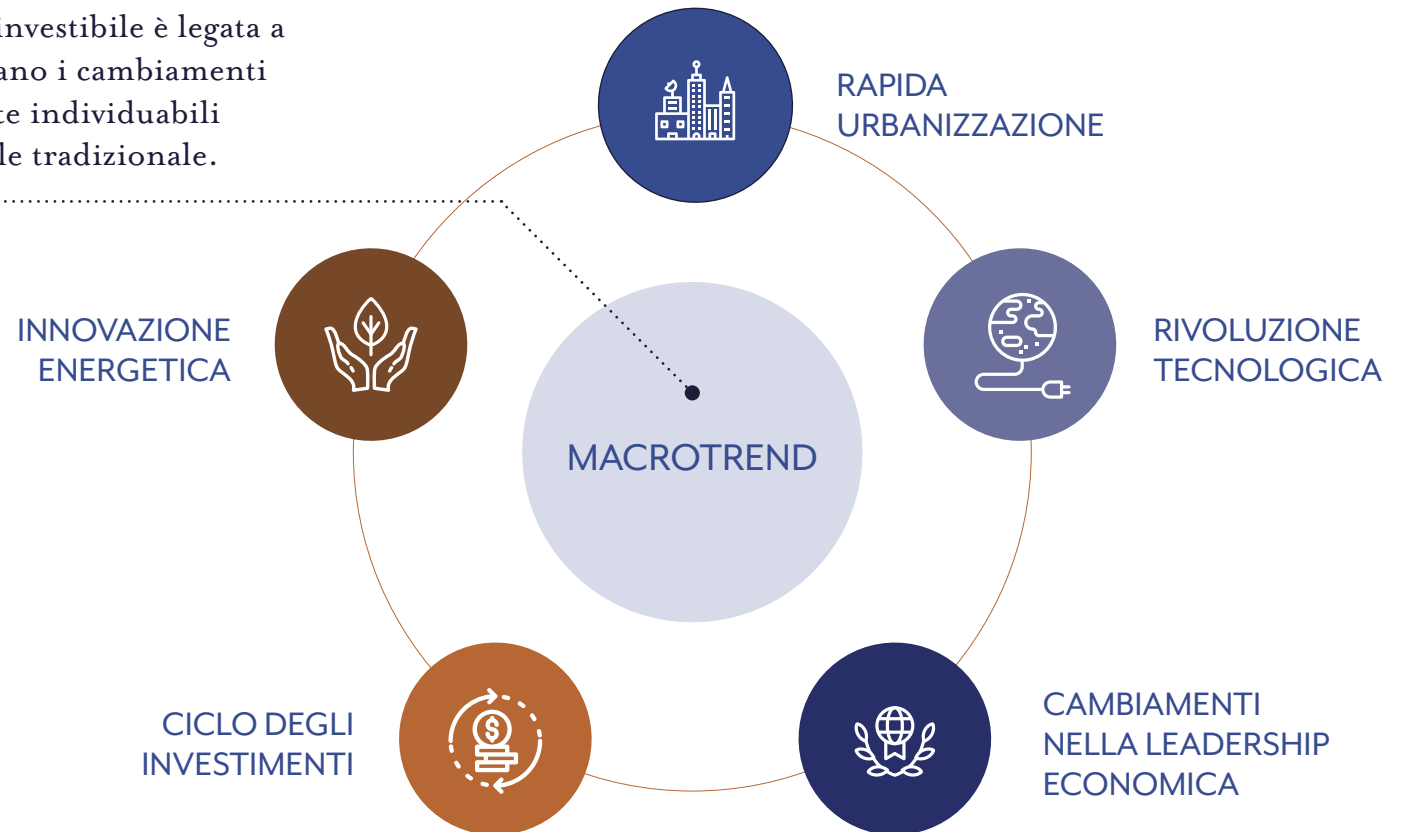 investibile è legata a
ano i cambiamenti
te individuabili
le tradizionale.
RAPIDA
URBANIZZAZIONE
INNOVAZIONE
ENERGETICA
RIVOLUZIONE
TECNOLOGICA
MACROTREND
CICLO DEGLI
INVESTIMENTI
CAMBIAMENTI
NELLA LEADERSHIP
ECONOMICA
$